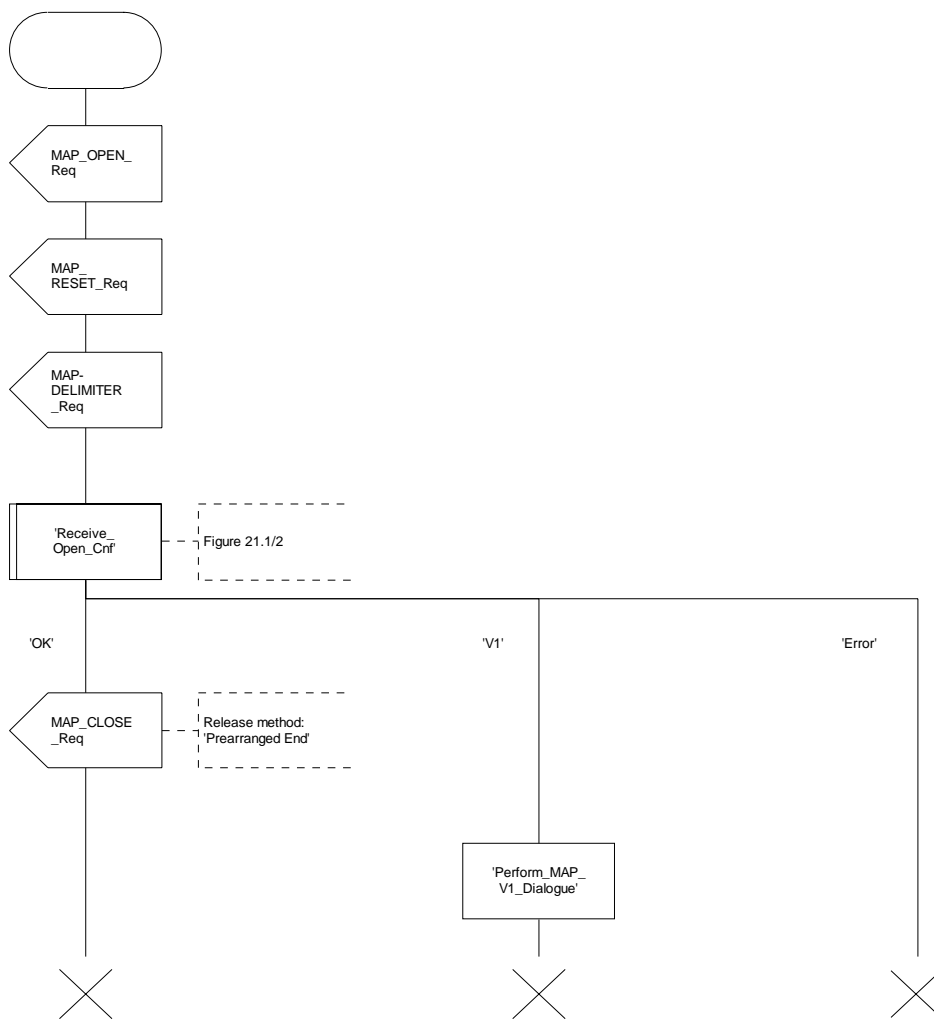 MAP_OPEN_
Req
MAP_
RESET_Req
MAP-
DELIMITER
_Req
'Receive_
Open_Cnf'
Figure 21.1/2
'OK'
'V1'
'Error'
MAP_CLOSE
_Req
Release method:
'Prearranged End'
'Perform_MAP_
V1_Dialogue'